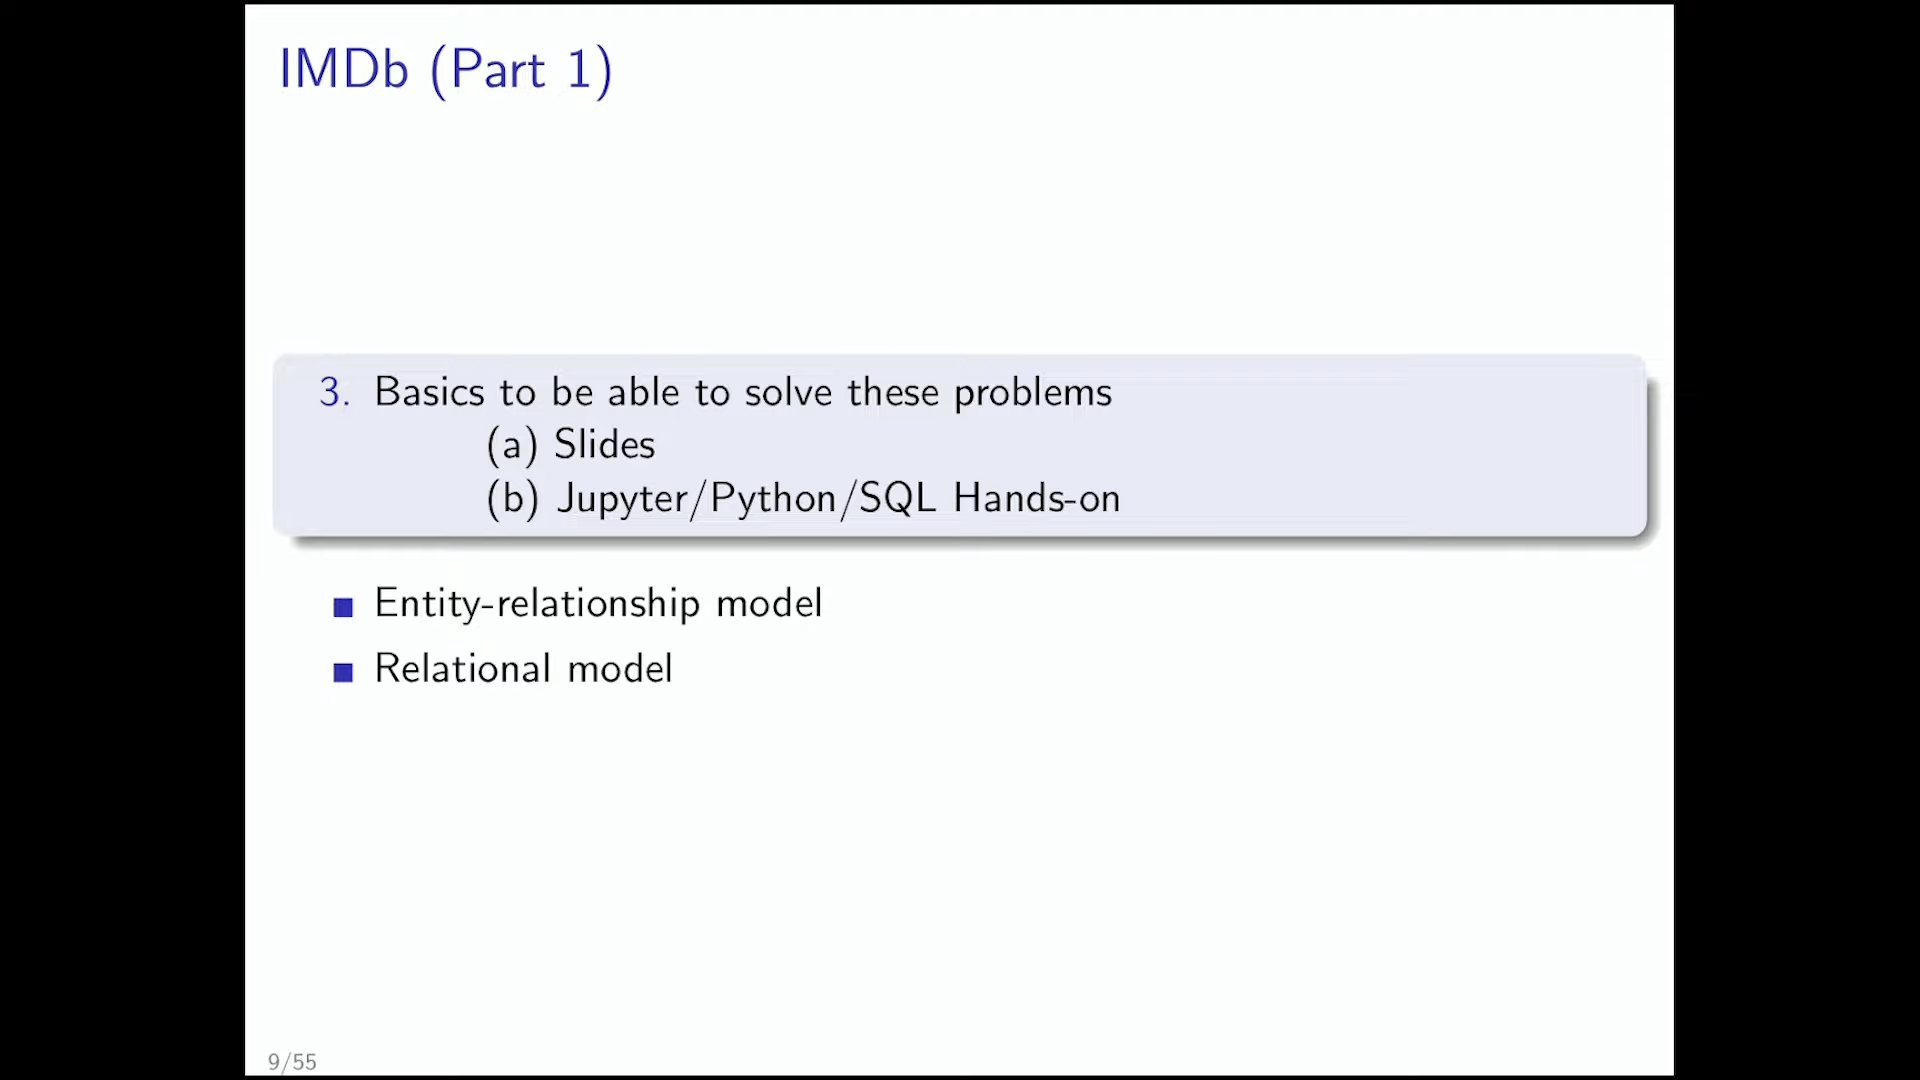 IMDb (Part 1)
3. Basics to be able to solve these problems
(a) Slides
(b) Jupyter/Python/SQL Hands-on
Entity-relationship model
Relational model
9/55